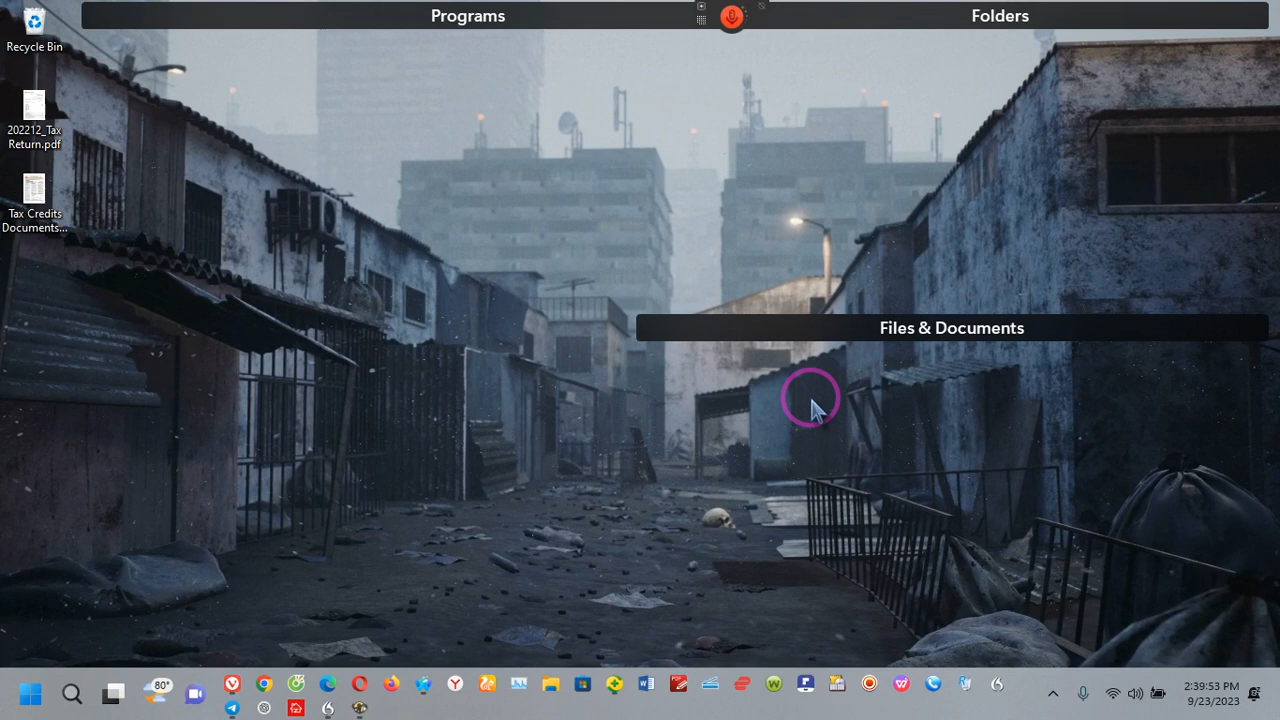 Programs
Folders
Recycle Bin
202212_Tax
Return.pdf
Tax Credits
Documents...
Files & Documents
80°
2:39:53 PM
9/23/2023